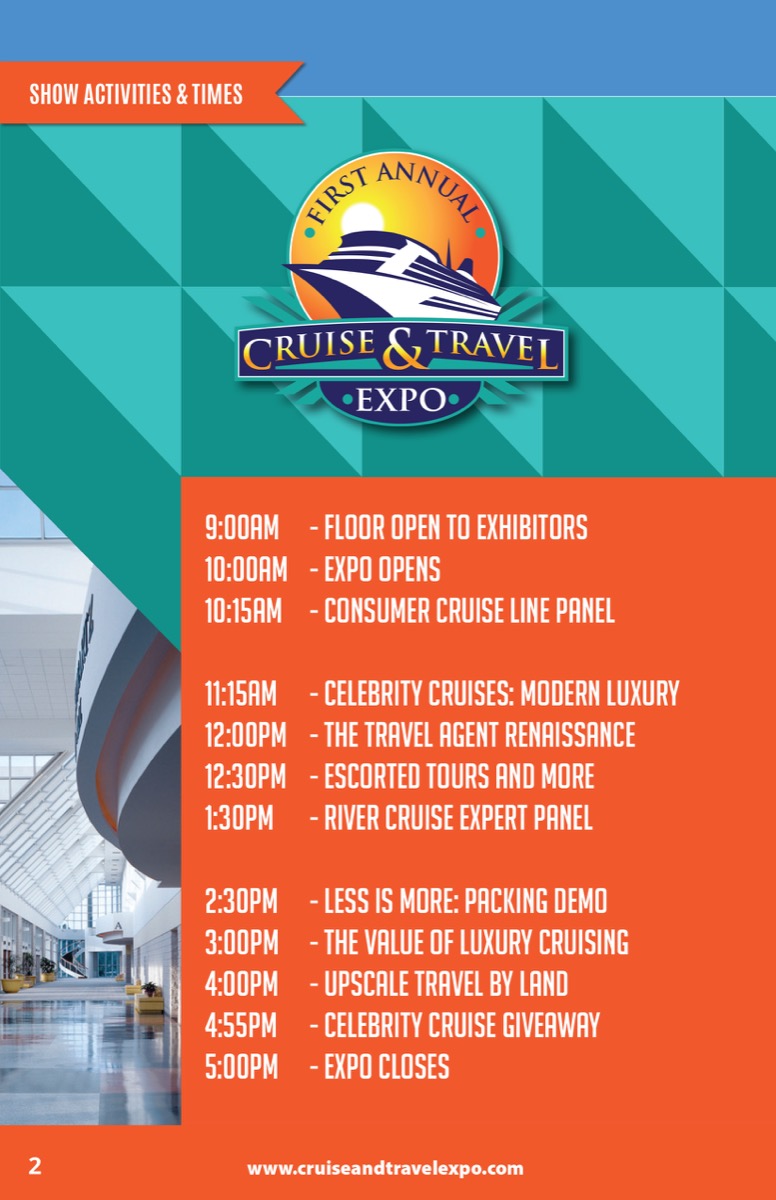 SHOW ACTIVITIES & TIMES
FIRST ANNUAL
CRUISE & TRAVEL
EXPO
9:00AM - FLOOR OPEN TO EXHIBITORS
10:00AM - EXPO OPENS
10:15AM - CONSUMER CRUISE LINE PANEL
11:15AM - CELEBRITY CRUISES: MODERN LUXURY
12:00PM - THE TRAVEL AGENT RENAISSANCE
12:30PM - ESCORTED TOURS AND MORE
1:30PM - RIVER CRUISE EXPERT PANEL
2:30PM - LESS IS MORE: PACKING DEMO
3:00PM - THE VALUE OF LUXURY CRUISING
4:00PM - UPSCALE TRAVEL BY LAND
4:55PM - CELEBRITY CRUISE GIVEAWAY
5:00PM - EXPO CLOSES
A
2
www.cruiseandtravelexpo.com